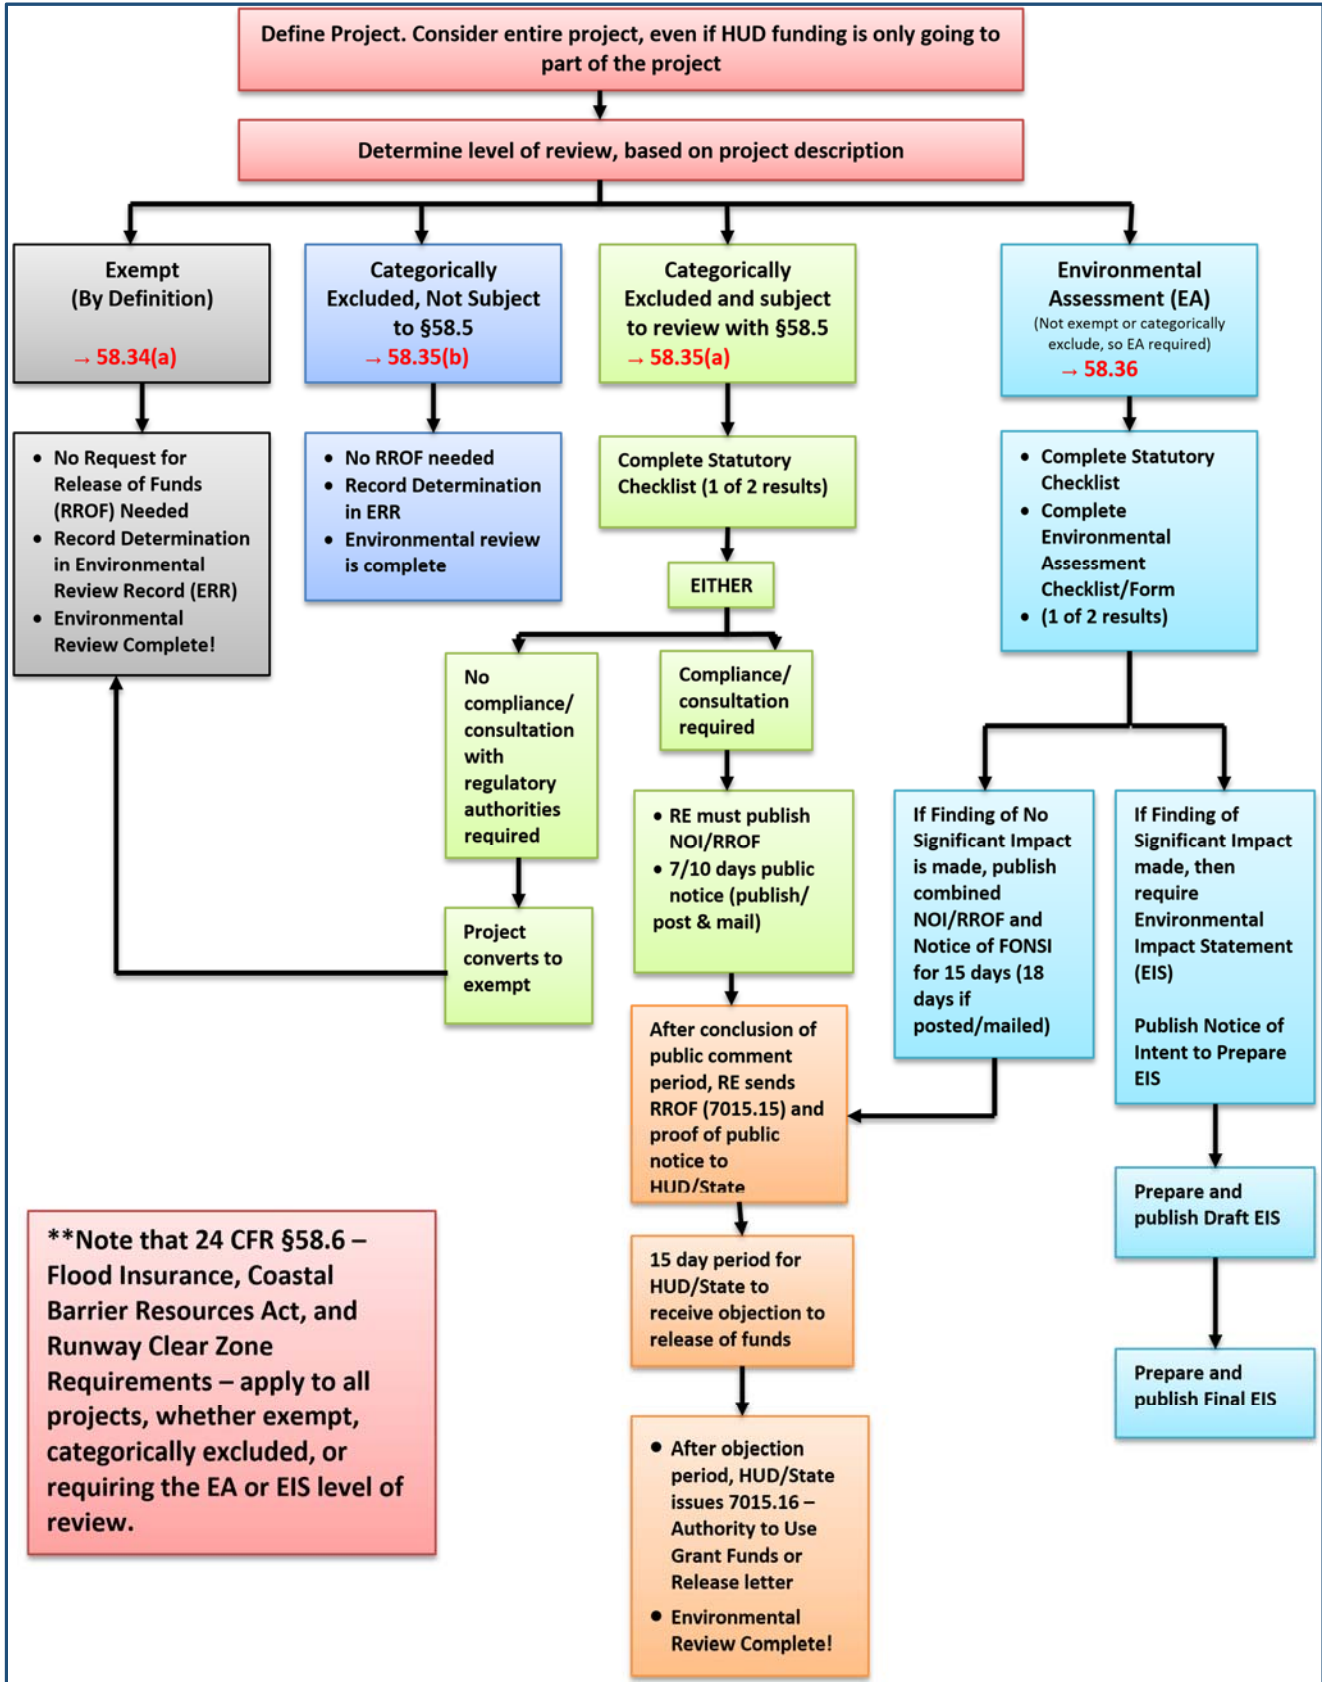 Define Project. Consider entire project, even if HUD funding is only going to
part of the project
Determine level of review, based on project description
Exempt
(By Definition)
→ 58.34(a)
Categorically
Excluded, Not Subject
to §58.5
→ 58.35(b)
Categorically
Excluded and subject
to review with §58.5
→ 58.35(a)
Environmental
Assessment (EA)
(Not exempt or categorically
exclude, so EA required)
→ 58.36
• No Request for
Release of Funds
(RROF) Needed
• Record Determination
in Environmental
Review Record (ERR)
• Environmental
Review Complete!
• No RROF needed
• Record Determination
in ERR
• Environmental review
is complete
Complete Statutory
Checklist (1 of 2 results)
• Complete Statutory
Checklist
• Complete
Environmental
Assessment
Checklist/Form
• (1 of 2 results)
EITHER
No
compliance/
consultation
with
regulatory
authorities
required
Compliance/
consultation
required
Project
converts to
exempt
• RE must publish
NOI/RROF
• 7/10 days public
notice (publish/
post & mail)
If Finding of No
Significant Impact
is made, publish
combined
NOI/RROF and
Notice of FONSI
for 15 days (18
days if
posted/mailed)
If Finding of
Significant Impact
made, then
require
Environmental
Impact Statement
(EIS)
Publish Notice of
Intent to Prepare
EIS
After conclusion of
public comment
period, RE sends
RROF (7015.15) and
proof of public
notice to
HUD/State
Prepare and
publish Draft EIS
15 day period for
HUD/State to
receive objection to
release of funds
Prepare and
publish Final EIS
• After objection
period, HUD/State
issues 7015.16 –
Authority to Use
Grant Funds or
Release letter
• Environmental
Review Complete!
**Note that 24 CFR §58.6 –
Flood Insurance, Coastal
Barrier Resources Act, and
Runway Clear Zone
Requirements – apply to all
projects, whether exempt,
categorically excluded, or
requiring the EA or EIS level of
review.